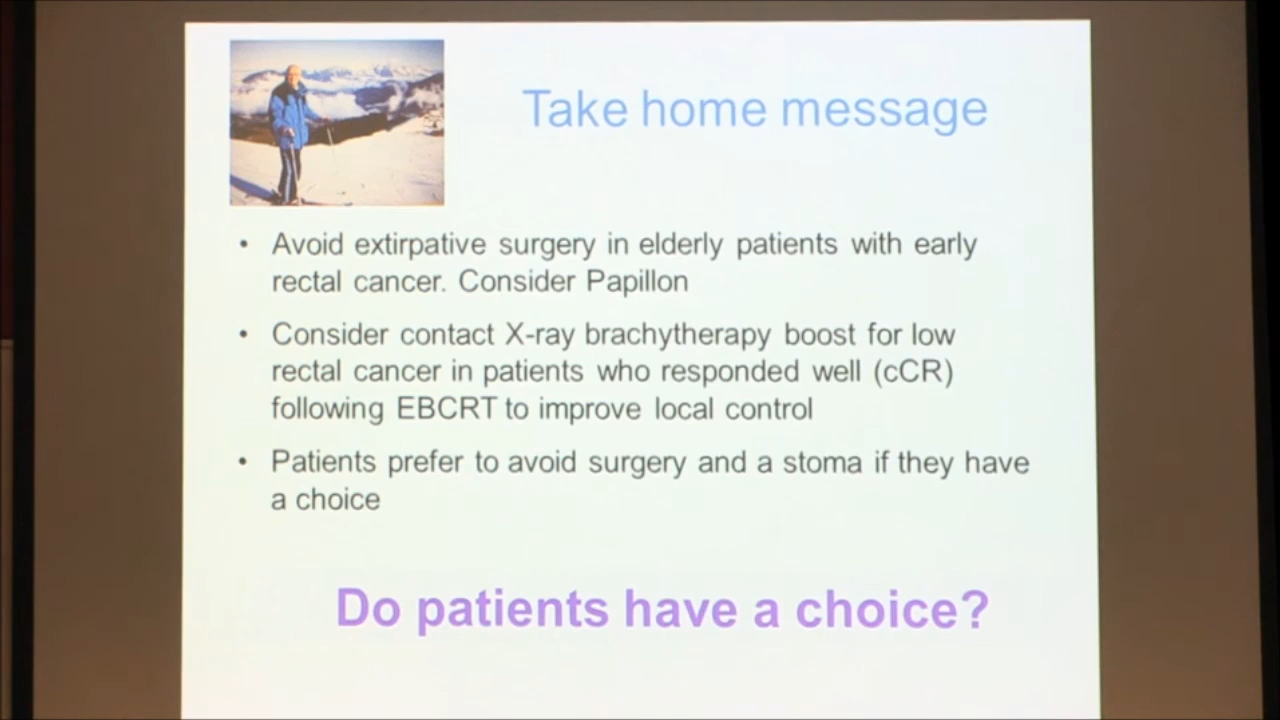 Take home message
• Avoid extirpative surgery in elderly patients with early
rectal cancer. Consider Papillon
• Consider contact X-ray brachytherapy boost for low
rectal cancer in patients who responded well (cCR)
following EBCRT to improve local control
• Patients prefer to avoid surgery and a stoma if they have
a choice
Do patients have a choice?